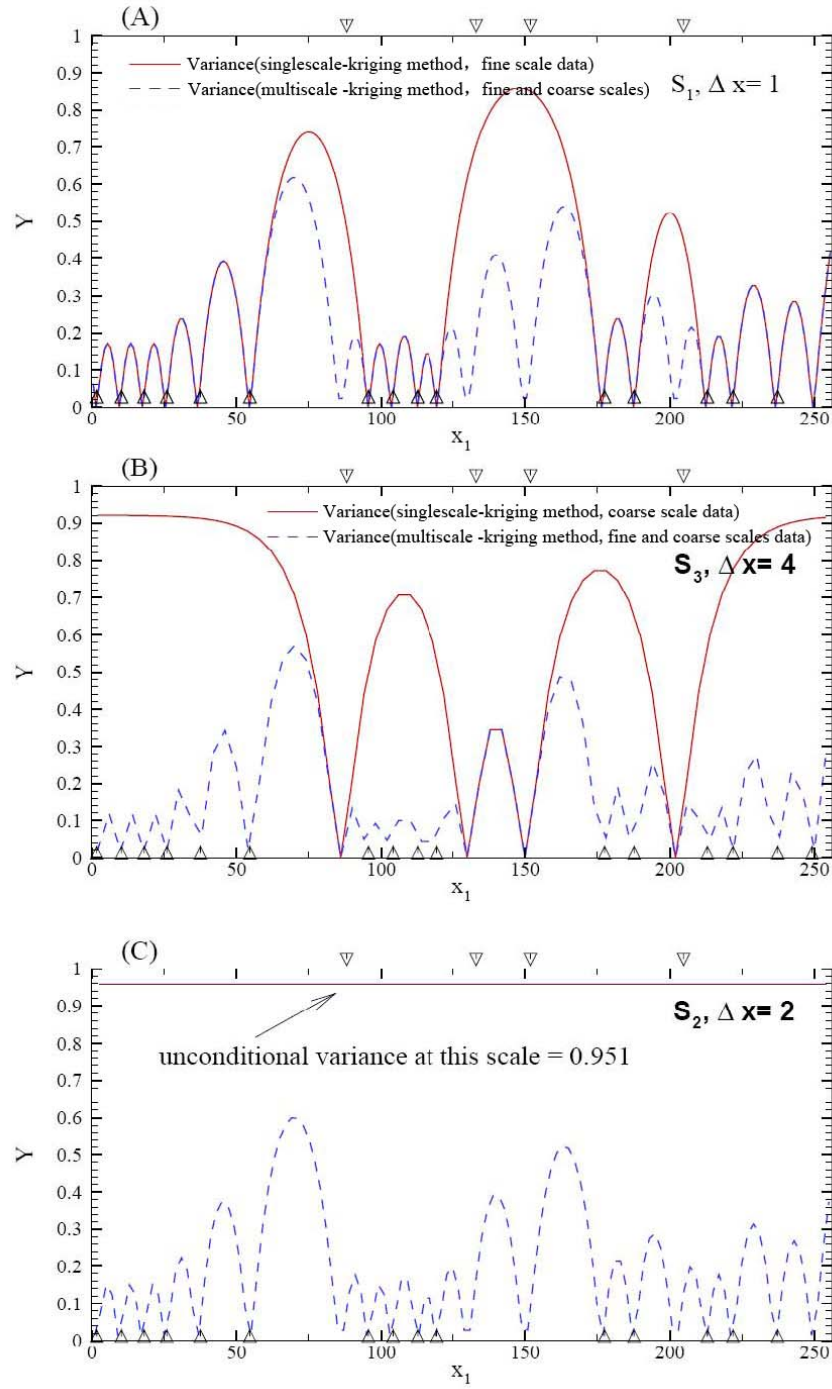 (A)
1
0.9
0.8
0.7
0.6
0.5
0.4
0.3
0.2
0.1
0
Y
Variance(singlescale-kriging method, fine scale data)
Variance(multiscale -kriging method, fine and coarse scales)
S₁, Δ x= 1
0 50 100 150 200 250
x₁
(B)
1
0.9
0.8
0.7
0.6
0.5
0.4
0.3
0.2
0.1
0
Y
Variance(singlescale-kriging method, coarse scale data)
Variance(multiscale -kriging method, fine and coarse scales data)
S₃, Δ x= 4
0 50 100 150 200 250
x₁
(C)
1
0.9
0.8
0.7
0.6
0.5
0.4
0.3
0.2
0.1
0
Y
S₂, Δ x= 2
unconditional variance at this scale = 0.951
0 50 100 150 200 250
x₁